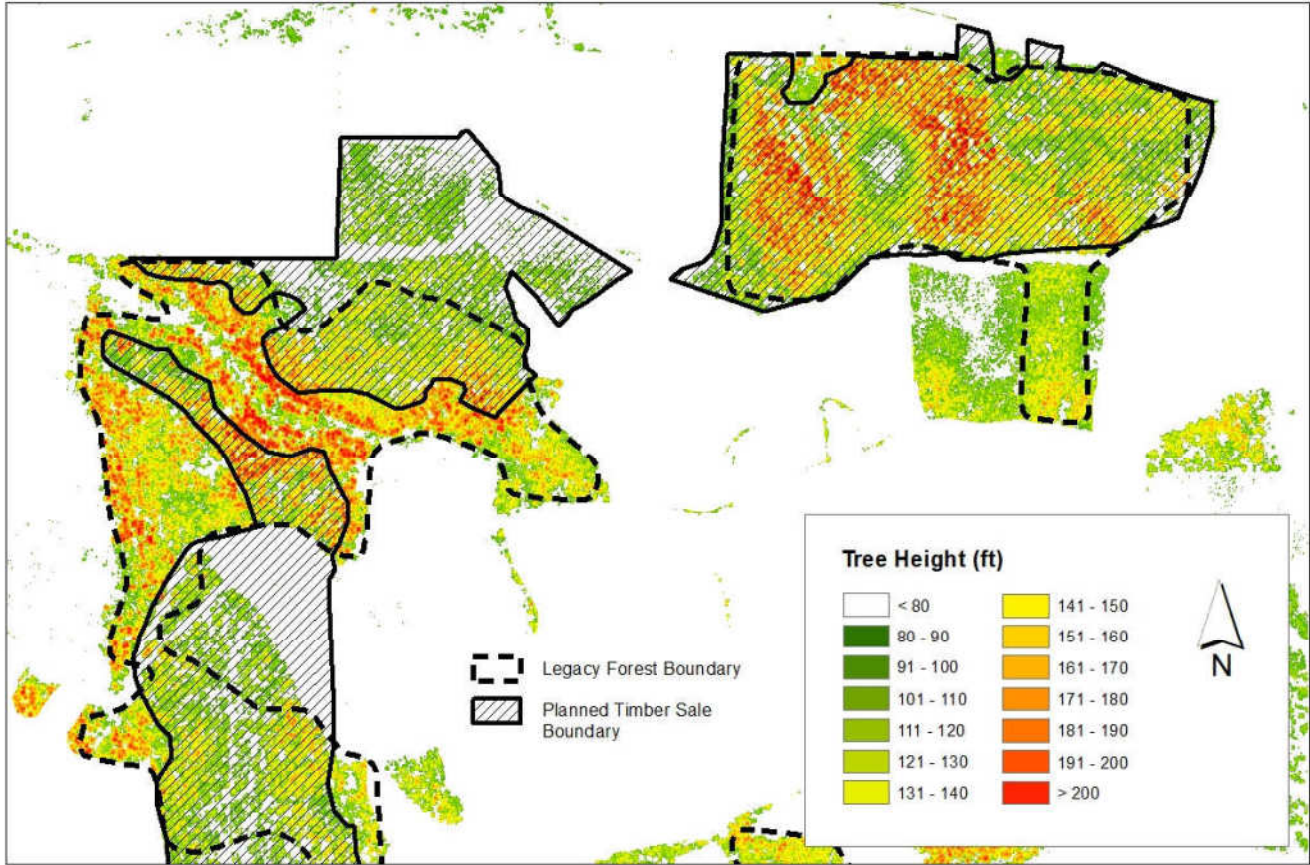 Tree Height (ft)
< 80
80 - 90
91 - 100
101 - 110
111 - 120
121 - 130
131 - 140
141 - 150
151 - 160
161 - 170
171 - 180
181 - 190
191 - 200
> 200
N
Legacy Forest Boundary
Planned Timber Sale
Boundary